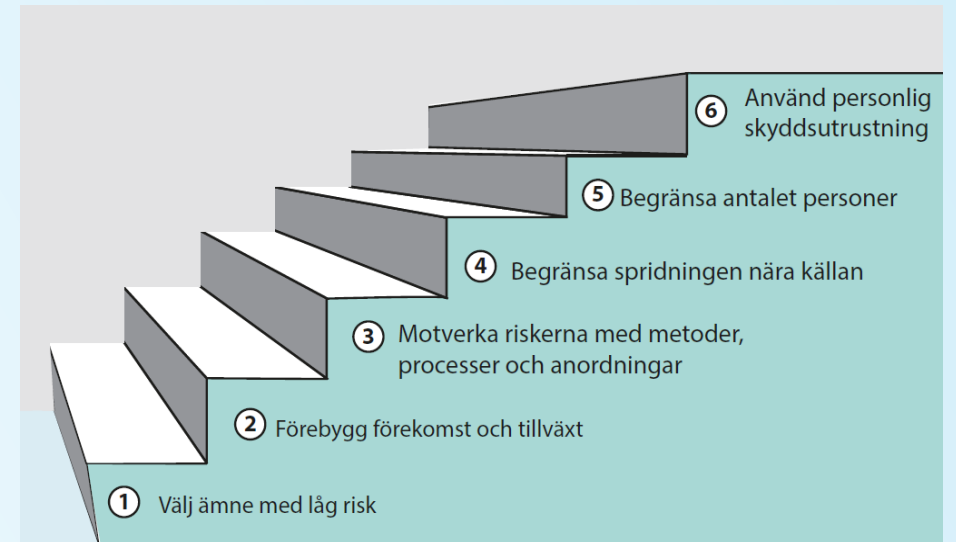 6 Använd personlig
skyddsutrustning
5 Begränsa antalet personer
4 Begränsa spridningen nära källan
3 Motverka riskerna med metoder,
processer och anordningar
2 Förebygg förekomst och tillväxt
1 Välj ämne med låg risk